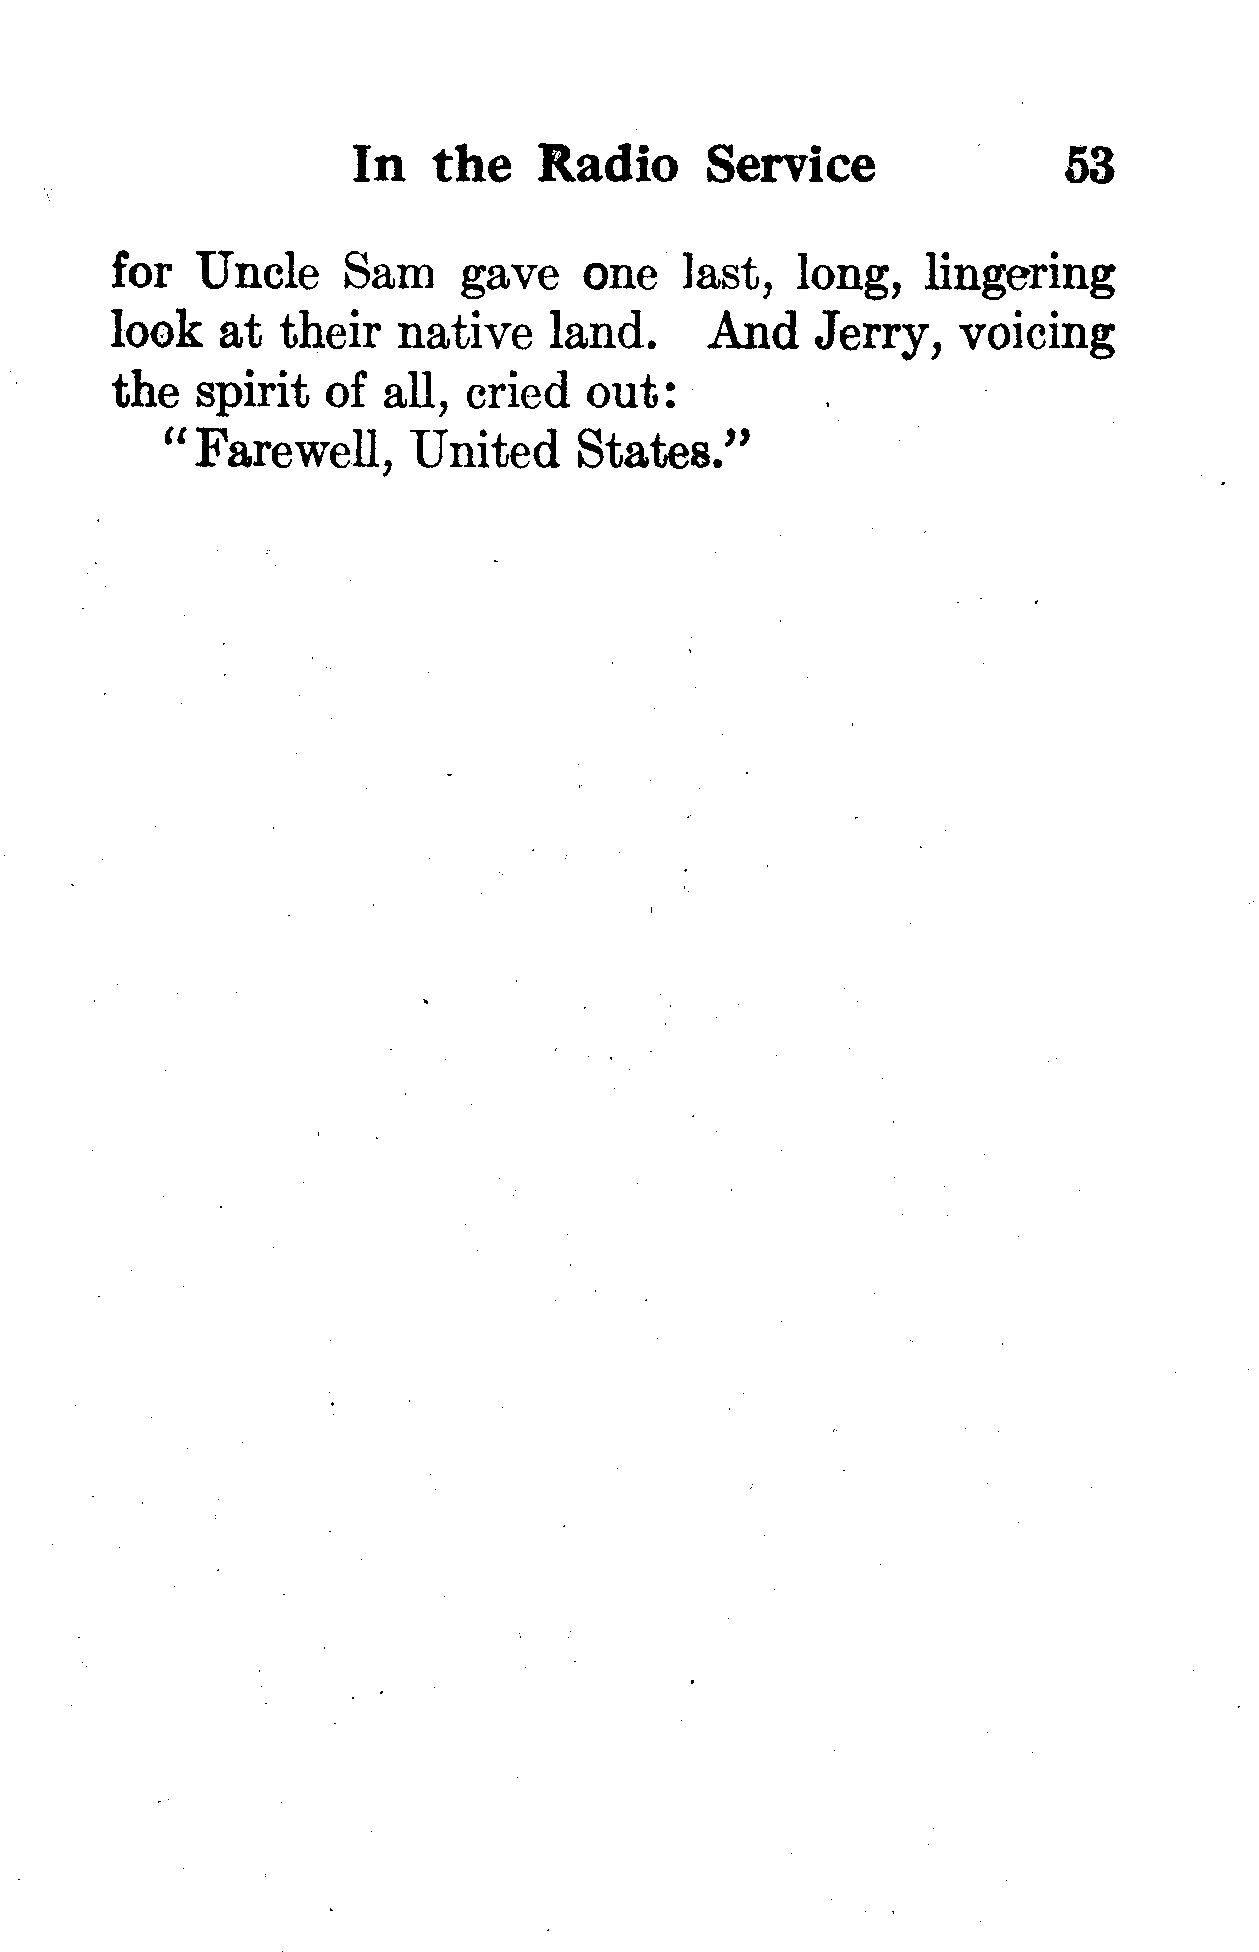 In the Radio Service 53
for Uncle Sam gave one last, long, lingering
look at their native land. And Jerry, voicing
the spirit of all, cried out:
"Farewell, United States."